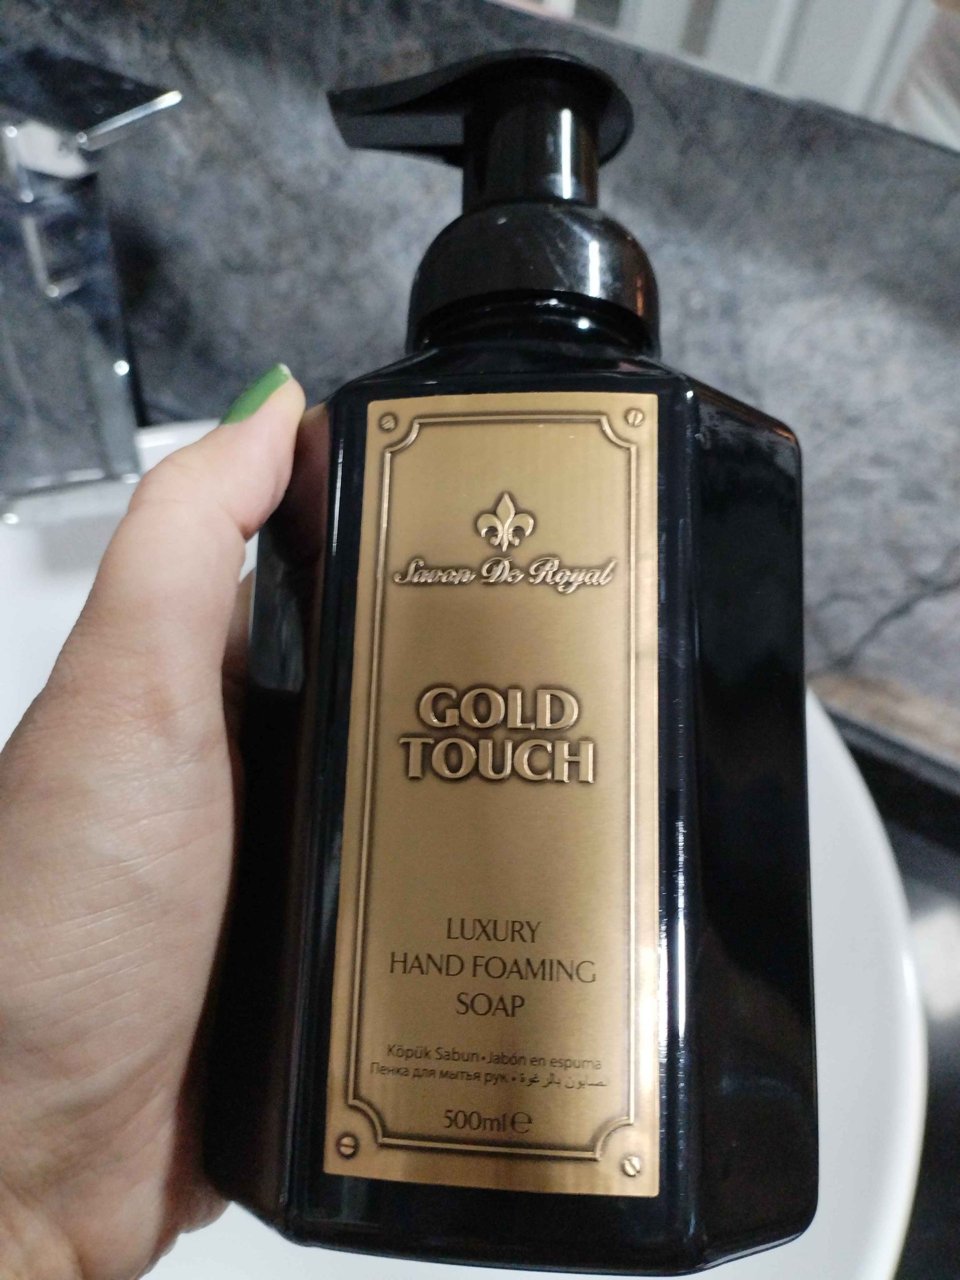 Savon De Royal
GOLD
TOUCH
LUXURY
HAND FOAMING
SOAP
Köpük Sabun • Jabón en espuma
Пенка для мытья рук • صابون بالرغوة
500ml ℮